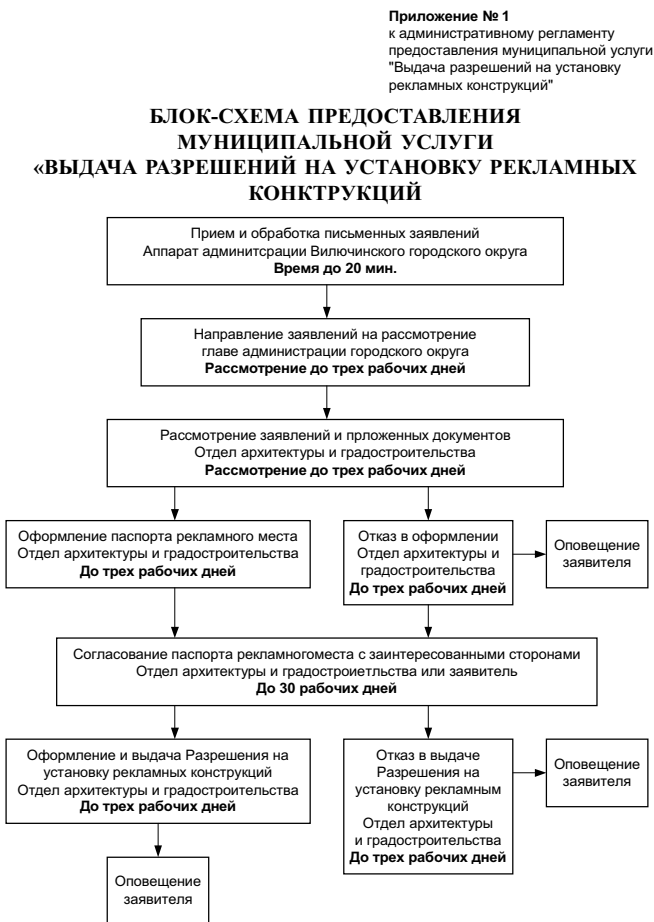 Приложение № 1
к административному регламенту
предоставления муниципальной услуги
"Выдача разрешений на установку
рекламных конструкций"
БЛОК-СХЕМА ПРЕДОСТАВЛЕНИЯ
МУНИЦИПАЛЬНОЙ УСЛУГИ
«ВЫДАЧА РАЗРЕШЕНИЙ НА УСТАНОВКУ РЕКЛАМНЫХ
КОНКТРУКЦИЙ
Прием и обработка письменных заявлений
Аппарат админитсрации Вилючинского городского округа
Время до 20 мин.
Направление заявлений на рассмотрение
главе администрации городского округа
Рассмотрение до трех рабочих дней
Рассмотрение заявлений и прложенных документов
Отдел архитектуры и градостроительства
Рассмотрение до трех рабочих дней
Оформление паспорта рекламного места
Отдел архитектуры и градостроительства
До трех рабочих дней
Отказ в оформлении
Отдел архитектуры и
градостроительства
До трех рабочих дней
Оповещение
заявителя
Согласование паспорта рекламногоместа с заинтересованными сторонами
Отдел архитектуры и градостроиетльства или заявитель
До 30 рабочих дней
Оформление и выдача Разрешения на
установку рекламных конструкций
Отдел архитектуры и градостроительства
До трех рабочих дней
Отказ в выдаче
Разрешения на
установку рекламным
конструкций
Отдел архитектуры
и градостроительства
До трех рабочих дней
Оповещение
заявителя
Оповещение
заявителя